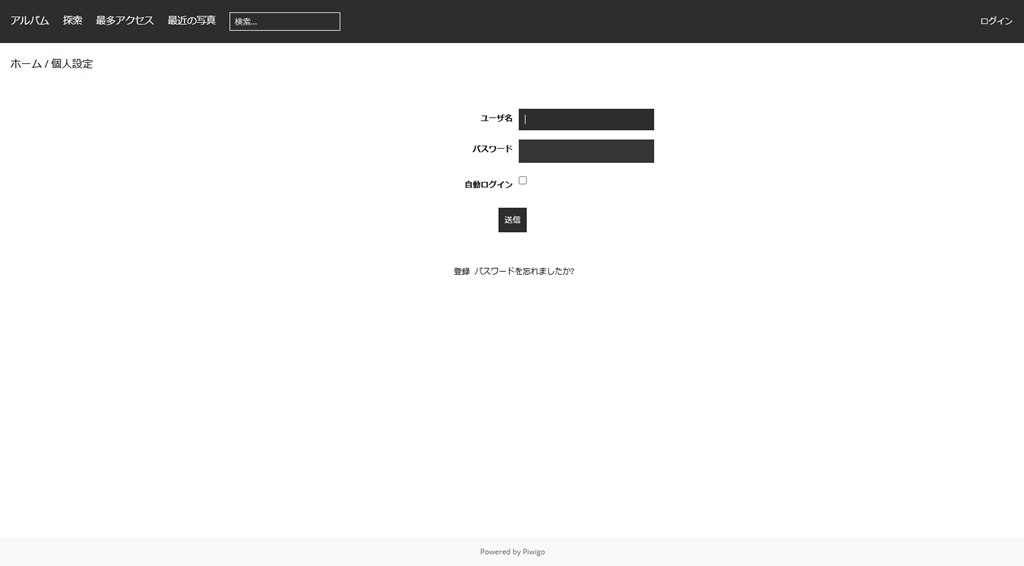 アルバム 探索 最多アクセス 最近の写真 検索... ログイン
ホーム / 個人設定
ユーザ名
パスワード
自動ログイン
送信
登録 パスワードを忘れましたか?
Powered by Piwigo